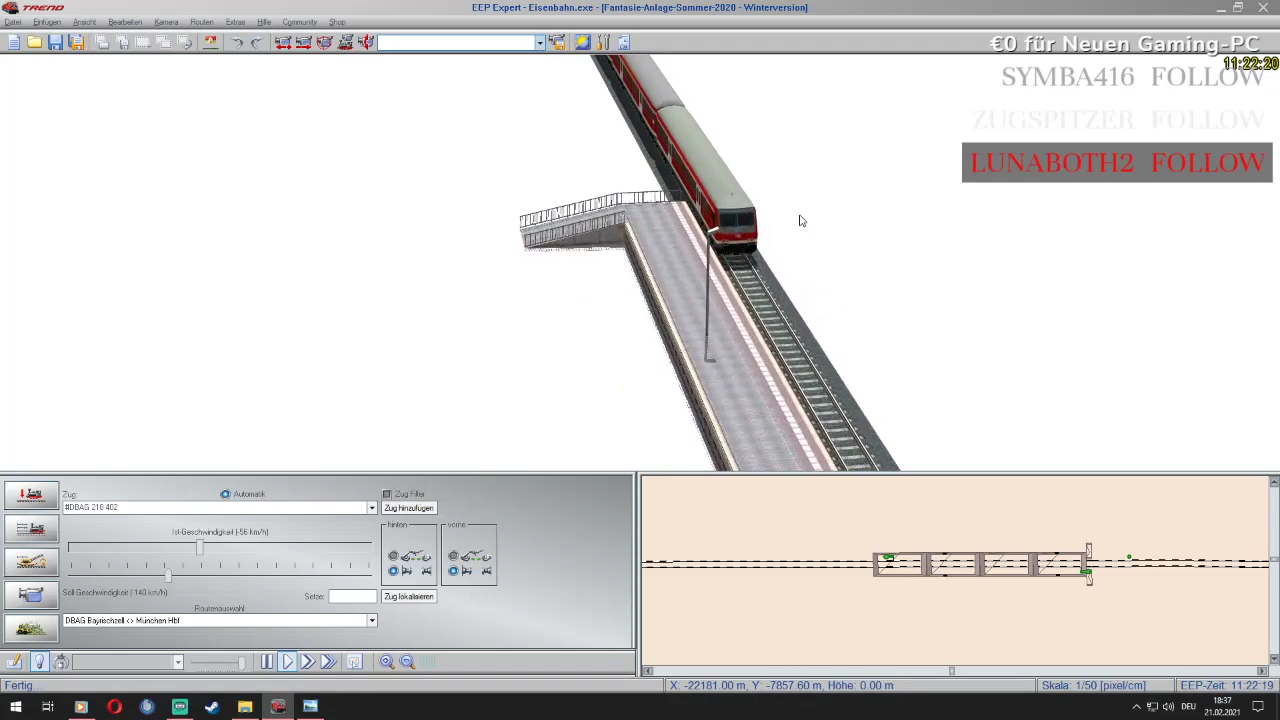 TREND
EEP Expert - Eisenbahn.exe - [Fantasie-Anlage-Sommer-2020 - Winterversion]
Datei Einfügen Ansicht Bearbeiten Kamera Routen Extras Hilfe Community Shop
€0 für Neuen Gaming-PC
11:22:20
SYMBA416 FOLLOW
ZUGSPITZER FOLLOW
LUNABOTH2 FOLLOW
Zug: Automatik Zug Filter
#DBAG 218 402 Zug hinzufügen
hinten vorne
Ist-Geschwindigkeit (-56 km/h)
Soll-Geschwindigkeit (-140 km/h) Setze: Zug lokalisieren
Routenauswahl
DBAG Bayrischzell <> München Hbf
Fertig... X: -22181.00 m, Y: -7857.60 m, Höhe: 0.00 m Skala: 1/50 [pixel/cm] EEP-Zeit: 11:22:19
DEU 18:37
21.02.2021